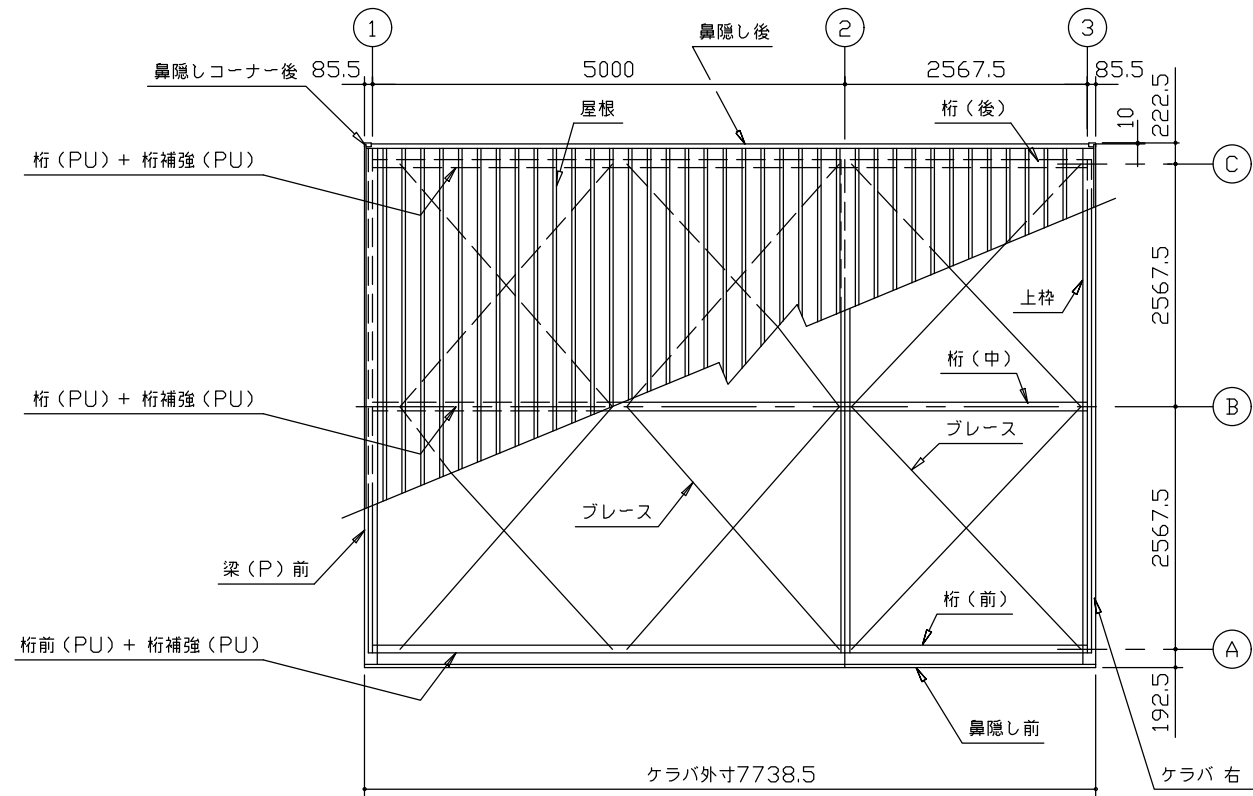 1
2
3
鼻隠し後
鼻隠しコーナー後
85.5
5000
2567.5
85.5
222.5
10
屋根
桁（後）
桁（PU）+ 桁補強（PU）
C
2567.5
上枠
桁（中）
桁（PU）+ 桁補強（PU）
B
ブレース
ブレース
2567.5
梁（P）前
桁（前）
桁前（PU）+ 桁補強（PU）
A
192.5
鼻隠し前
ケラバ外寸7738.5
ケラバ 右